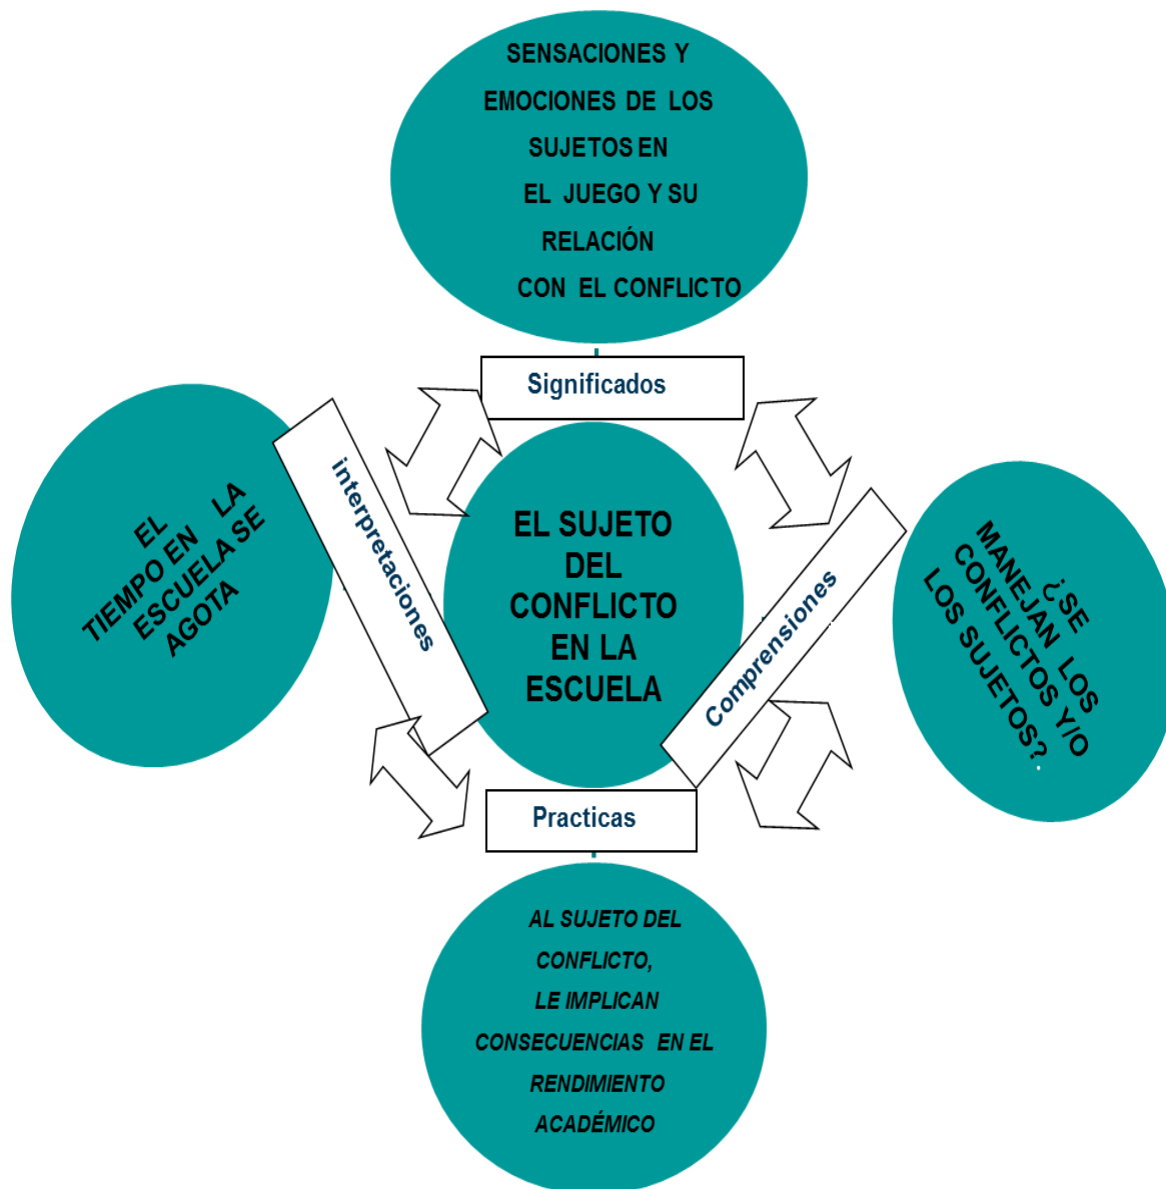 SENSACIONES Y
EMOCIONES DE LOS
SUJETOS EN
EL JUEGO Y SU
RELACIÓN
CON EL CONFLICTO
Significados
interpretaciones
EL
TIEMPO EN LA
ESCUELA SE
AGOTA
EL SUJETO
DEL
CONFLICTO
EN LA
ESCUELA
Comprensiones
¿SE
MANEJAN LOS
CONFLICTOS Y/O
LOS SUJETOS?
Practicas
AL SUJETO DEL
CONFLICTO,
LE IMPLICAN
CONSECUENCIAS EN EL
RENDIMIENTO
ACADÉMICO